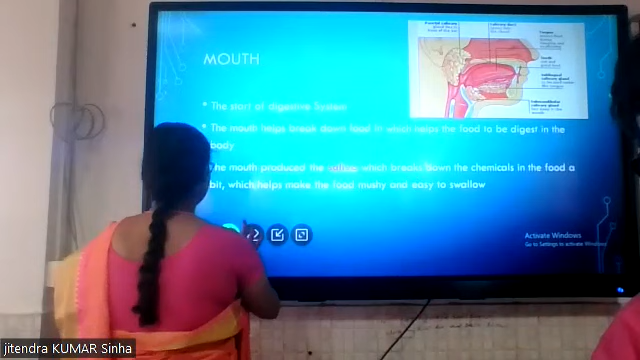 MOUTH
• The start of digestive System
• The mouth helps break down food in which helps the food to be digest in the
body
he mouth produced the saliva which breaks down the chemicals in the food a
bit, which helps make the food mushy and easy to swallow
Activate Windows
Go to Settings to activate Windows.
jitendra KUMAR Sinha